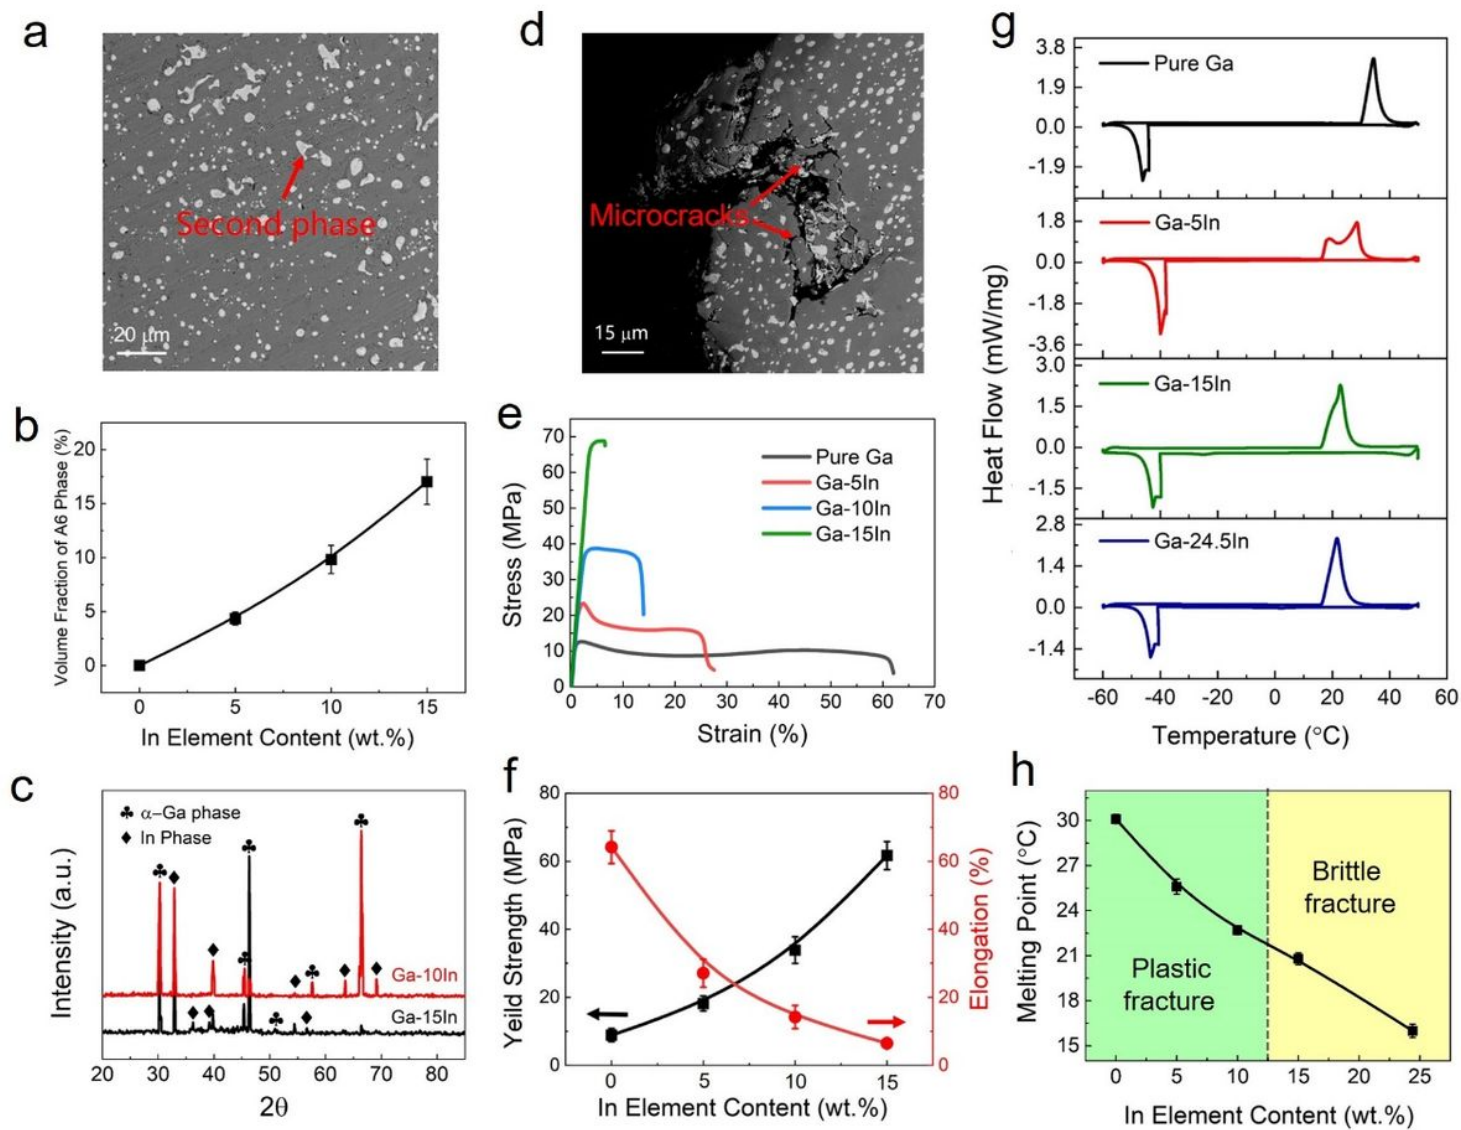 a
Second phase
20 μm
b
Volume Fraction of A6 Phase (%)
20
15
10
5
0
0 5 10 15
In Element Content (wt.%)
c
♣ α–Ga phase
♦ In Phase
Ga-10In
Ga-15In
Intensity (a.u.)
20 30 40 50 60 70 80
2θ
d
Microcracks
15 μm
e
Stress (MPa)
70
60
50
40
30
20
10
0
Pure Ga
Ga-5In
Ga-10In
Ga-15In
0 10 20 30 40 50 60 70
Strain (%)
f
Yeild Strength (MPa)
80
60
40
20
0
80
60
40
20
0
Elongation (%)
0 5 10 15
In Element Content (wt.%)
g
Heat Flow (mW/mg)
3.8
1.9
0.0
-1.9
Pure Ga
1.8
0.0
-1.8
-3.6
Ga-5In
3.0
1.5
0.0
-1.5
Ga-15In
2.8
1.4
0.0
-1.4
Ga-24.5In
-60 -40 -20 0 20 40 60
Temperature (°C)
h
Melting Point (°C)
30
27
24
21
18
15
Plastic
fracture
Brittle
fracture
0 5 10 15 20 25
In Element Content (wt.%)